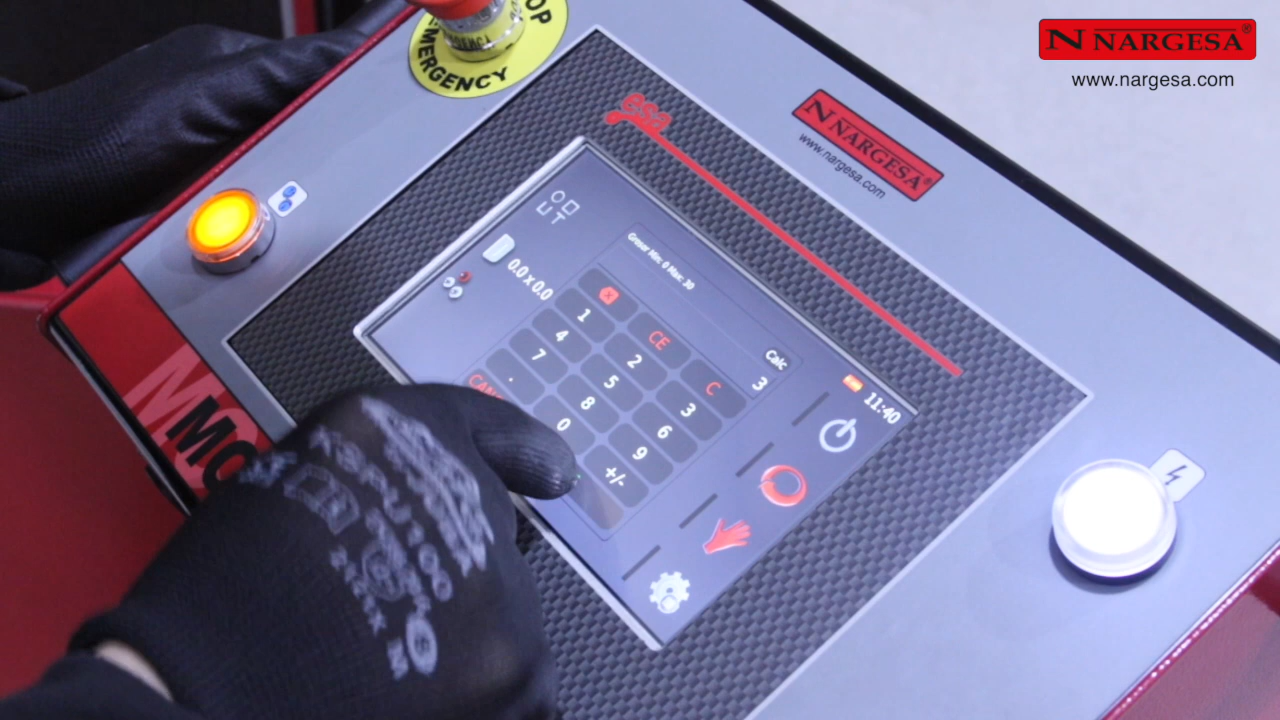 NARGESA®
www.nargesa.com
STOP
EMERGENCY
esa
NARGESA®
www.nargesa.com
11:40
Grosor Min: 0 Max: 30
Calc
3
0.0 x 0.0
CE C
1 2 3
4 5 6
7 8 9
. 0 +/-